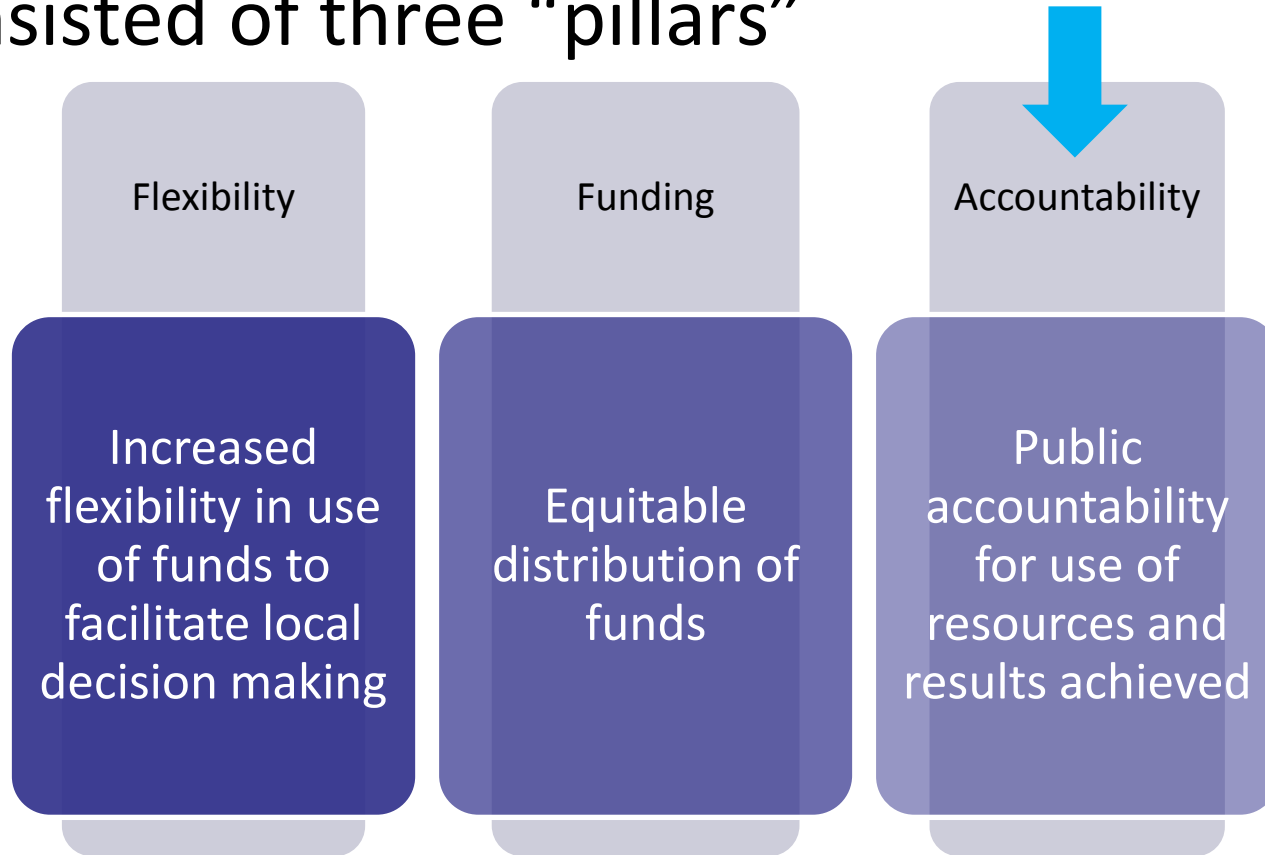 sisted of three “pillars”
Flexibility
Funding
Accountability
Increased
flexibility in use
of funds to
facilitate local
decision making
Equitable
distribution of
funds
Public
accountability
for use of
resources and
results achieved